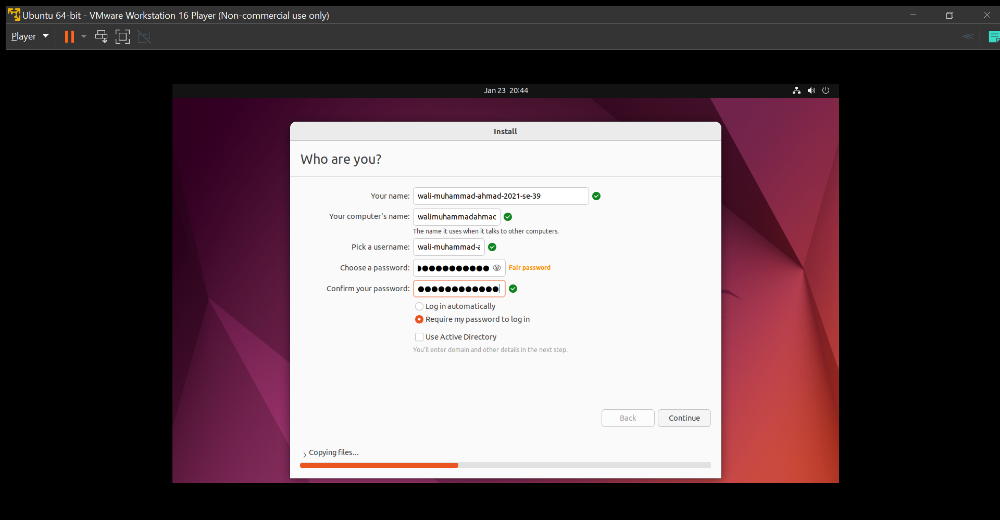 Ubuntu 64-bit - VMware Workstation 16 Player (Non-commercial use only)
Player
Jan 23 20:44
Install
Who are you?
Your name: wali-muhammad-ahmad-2021-se-39
Your computer's name: walimuhammadahmac
The name it uses when it talks to other computers.
Pick a username: wali-muhammad-a
Choose a password: Fair password
Confirm your password:
Log in automatically
Require my password to log in
Use Active Directory
You'll enter domain and other details in the next step.
Back Continue
Copying files...